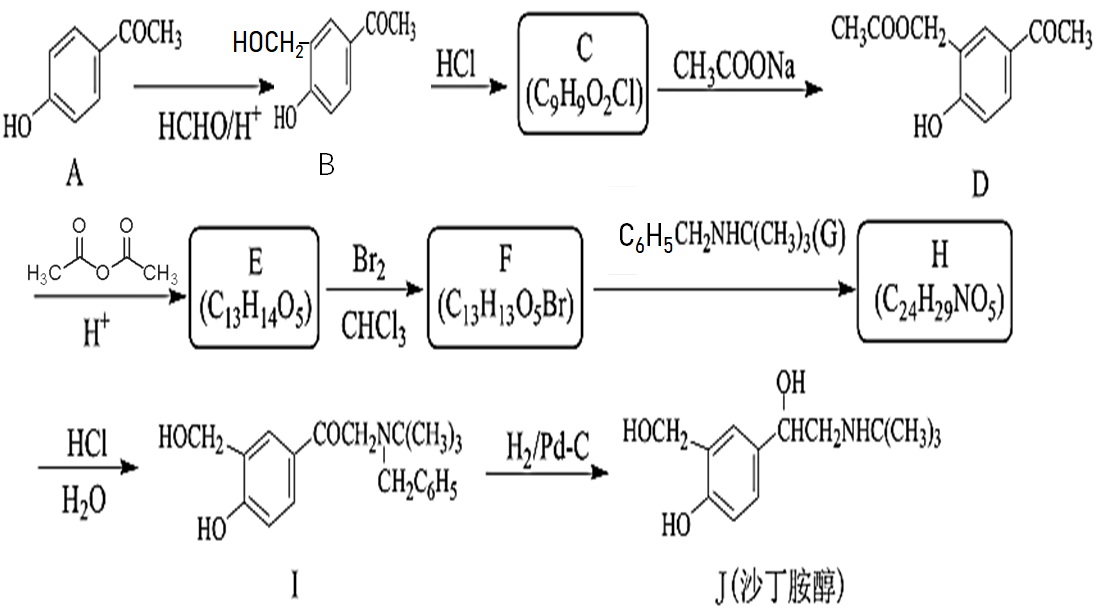 COCH₃
HO
A
HCHO/H⁺
HOCH₂
COCH₃
HO
B
HCl
C
(C₉H₉O₂Cl)
CH₃COONa
CH₃COOCH₂
COCH₃
HO
D
O O
H₃C O CH₃
H⁺
E
(C₁₃H₁₄O₅)
Br₂
CHCl₃
F
(C₁₃H₁₃O₅Br)
C₆H₅CH₂NHC(CH₃)₃(G)
H
(C₂₄H₂₉NO₅)
HCl
H₂O
HOCH₂
COCH₂NC(CH₃)₃
CH₂C₆H₅
HO
I
H₂/Pd-C
OH
HOCH₂
CHCH₂NHC(CH₃)₃
HO
J(沙丁胺醇)